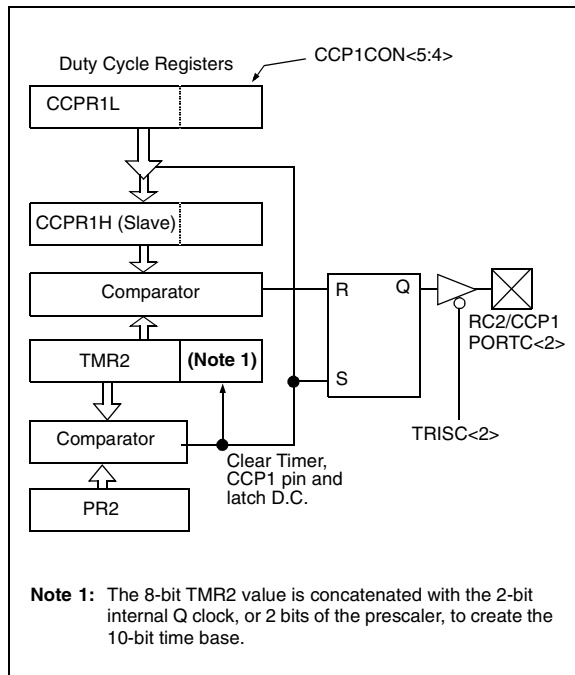 Duty Cycle Registers
CCP1CON<5:4>
CCPR1L
CCPR1H (Slave)
Comparator
R
Q
RC2/CCP1
PORTC<2>
TMR2
(Note 1)
S
TRISC<2>
Comparator
Clear Timer,
CCP1 pin and
latch D.C.
PR2
Note 1: The 8-bit TMR2 value is concatenated with the 2-bit
internal Q clock, or 2 bits of the prescaler, to create the
10-bit time base.